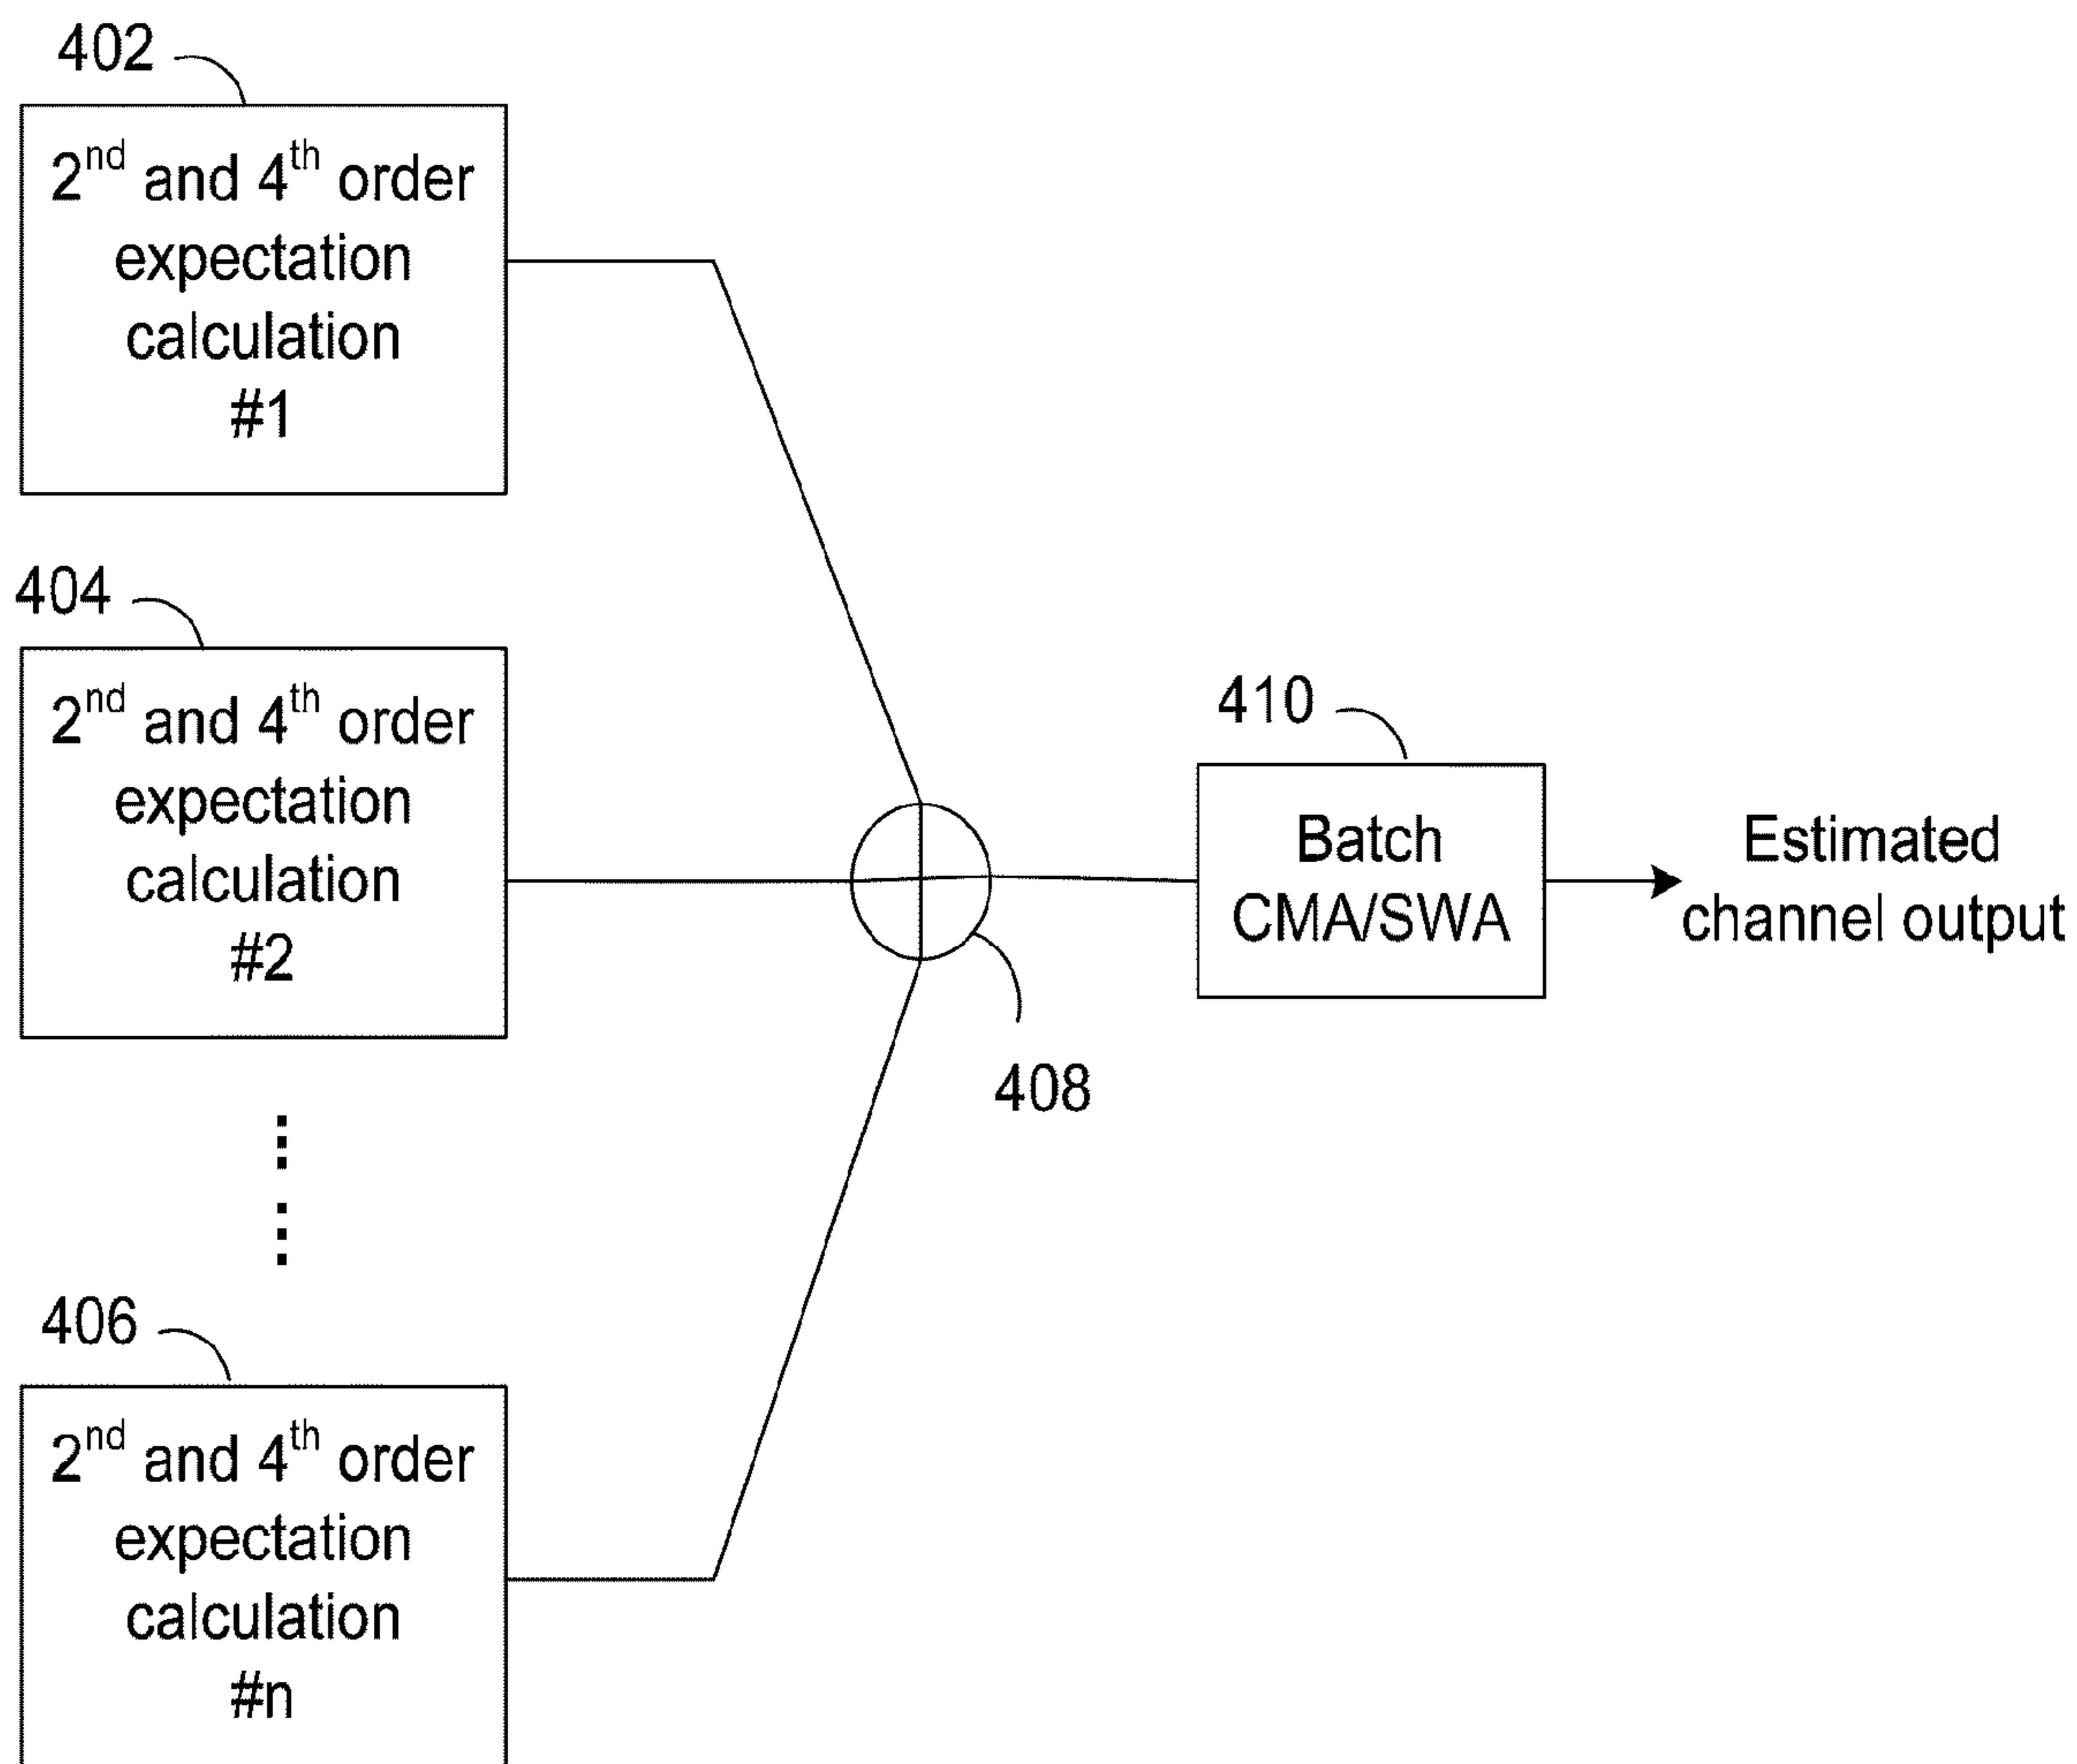 402
2nd and 4th order
expectation
calculation
#1
404
2nd and 4th order
expectation
calculation
#2
410
Batch
CMA/SWA
Estimated
channel output
408
406
2nd and 4th order
expectation
calculation
#n